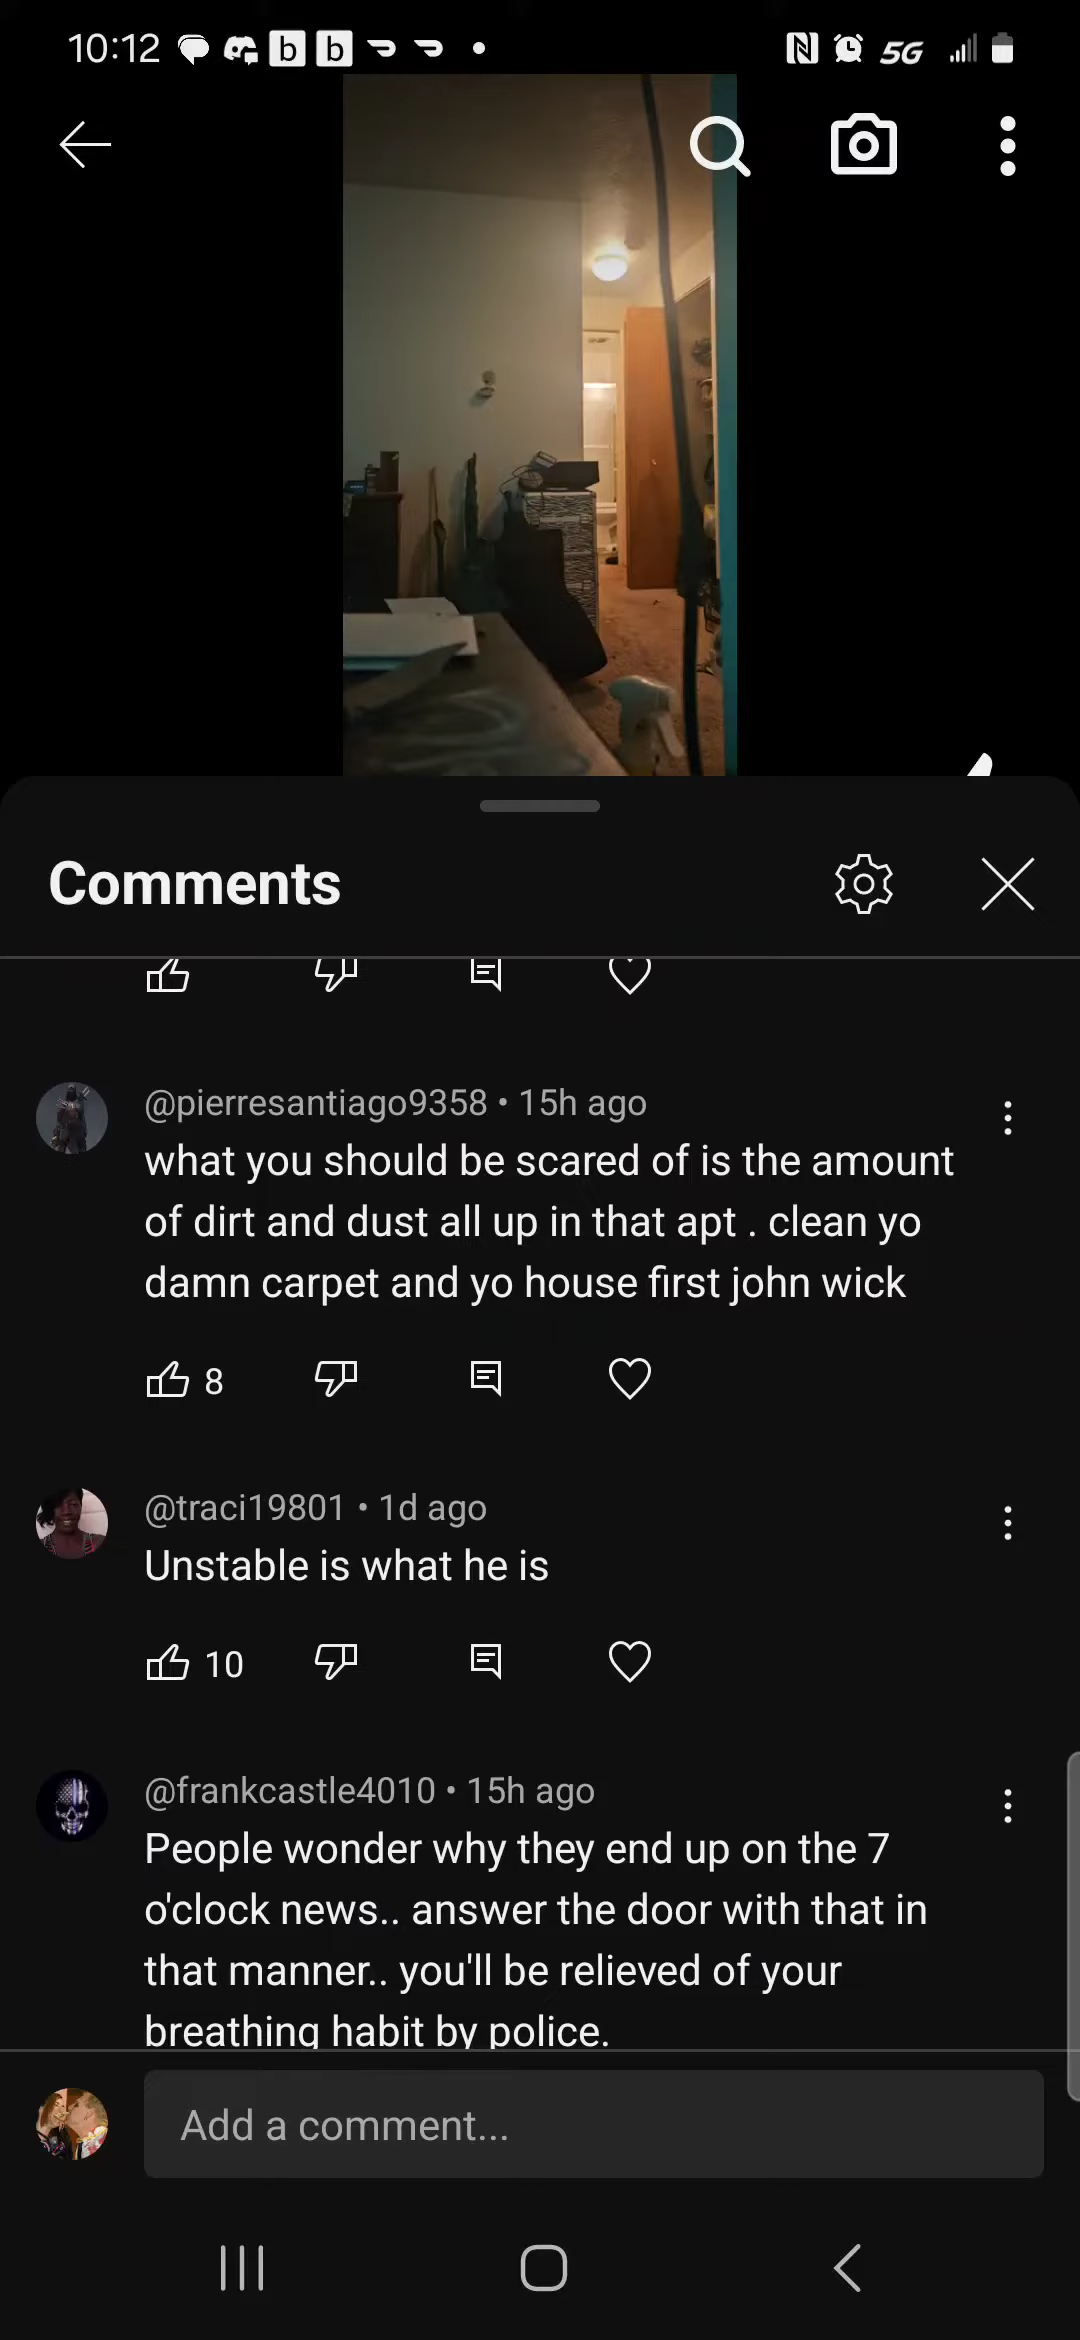 10:12
5G
Comments
@pierresantiago9358 • 15h ago
what you should be scared of is the amount
of dirt and dust all up in that apt . clean yo
damn carpet and yo house first john wick
8
@traci19801 • 1d ago
Unstable is what he is
10
@frankcastle4010 • 15h ago
People wonder why they end up on the 7
o'clock news.. answer the door with that in
that manner.. you'll be relieved of your
breathing habit by police.
Add a comment...